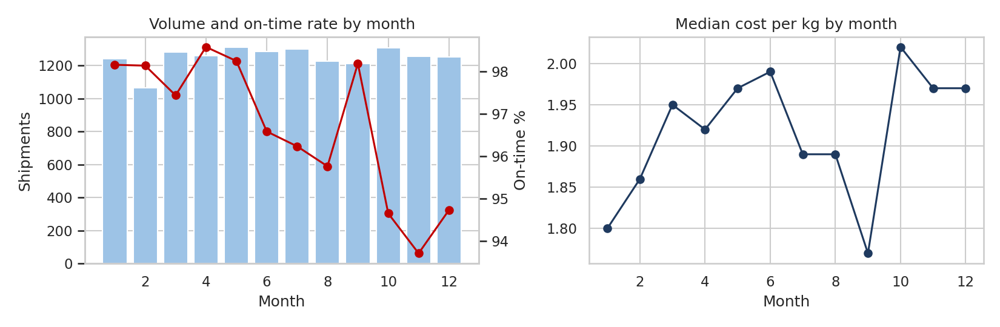 Volume and on-time rate by month
Shipments
1200
1000
800
600
400
200
0
98
97
96
95
94
On-time %
2 4 6 8 10 12
Month
Median cost per kg by month
2.00
1.95
1.90
1.85
1.80
2 4 6 8 10 12
Month